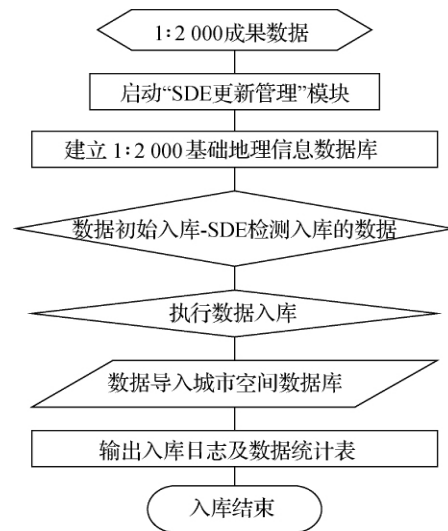 1:2 000成果数据
启动“SDE更新管理”模块
建立 1:2 000基础地理信息数据库
数据初始入库-SDE检测入库的数据
执行数据入库
数据导入城市空间数据库
输出入库日志及数据统计表
入库结束